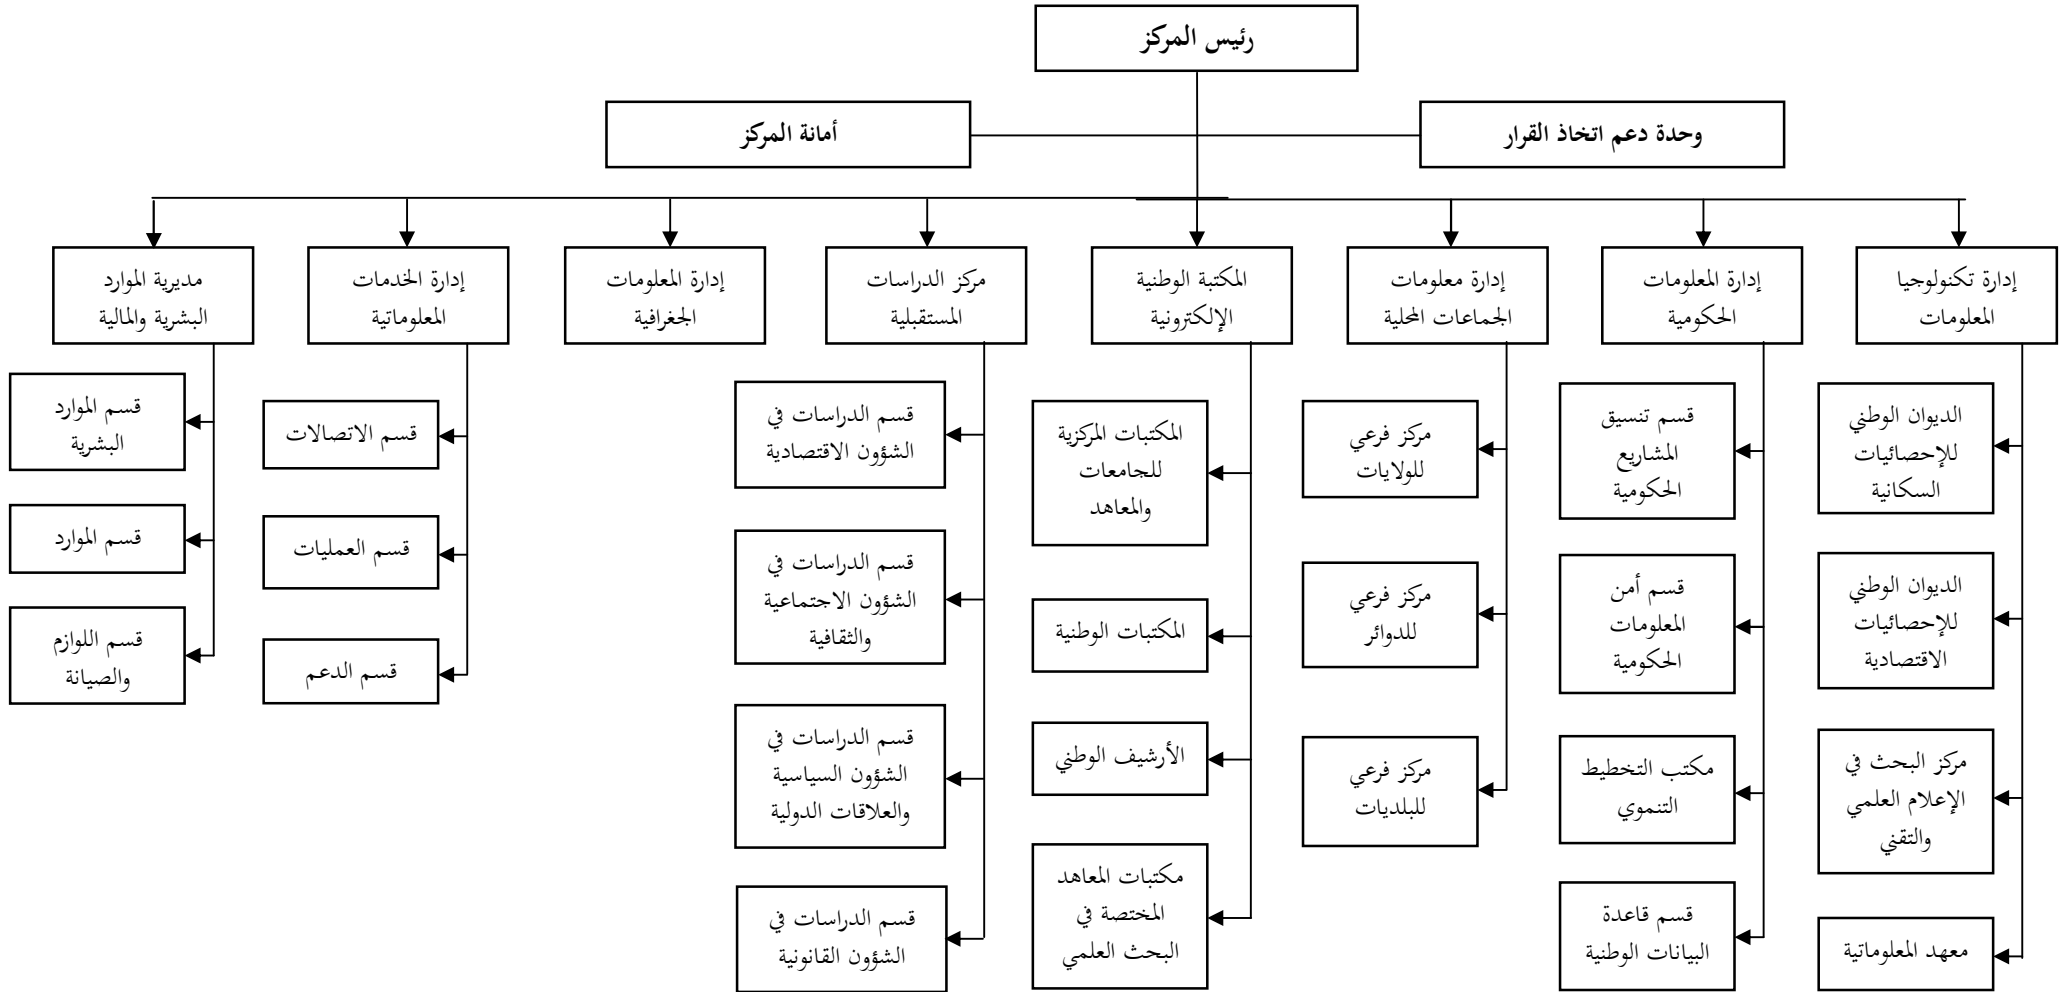 رئيس المركز
وحدة دعم اتخاذ القرار
أمانة المركز
إدارة تكنولوجيا
المعلومات
إدارة المعلومات
الحكومية
إدارة معلومات
الجماعات المحلية
المكتبة الوطنية
الإلكترونية
مركز الدراسات
المستقبلية
إدارة المعلومات
الجغرافية
إدارة الخدمات
المعلوماتية
مديرية الموارد
البشرية والمالية
الديوان الوطني
للإحصائيات
السكانية
الديوان الوطني
للإحصائيات
الاقتصادية
مركز البحث في
الإعلام العلمي
والتقني
معهد المعلوماتية
قسم تنسيق
المشاريع
الحكومية
قسم أمن
المعلومات
الحكومية
مكتب التخطيط
التنموي
قسم قاعدة
البيانات الوطنية
مركز فرعي
للولايات
مركز فرعي
للدوائر
مركز فرعي
للبلديات
المكتبات المركزية
للجامعات
والمعاهد
المكتبات الوطنية
الأرشيف الوطني
مكتبات المعاهد
المختصة في
البحث العلمي
قسم الدراسات في
الشؤون الاقتصادية
قسم الدراسات في
الشؤون الاجتماعية
والثقافية
قسم الدراسات في
الشؤون السياسية
والعلاقات الدولية
قسم الدراسات في
الشؤون القانونية
قسم الاتصالات
قسم العمليات
قسم الدعم
قسم الموارد
البشرية
قسم الموارد
قسم اللوازم
والصيانة